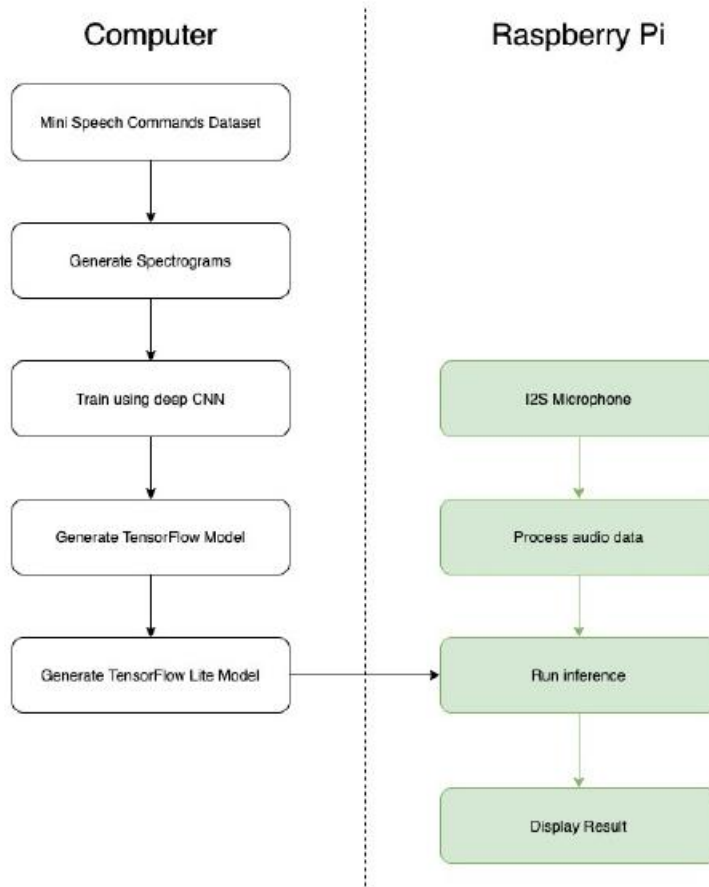 Computer
Raspberry Pi
Mini Speech Commands Dataset
Generate Spectrograms
Train using deep CNN
Generate TensorFlow Model
Generate TensorFlow Lite Model
I2S Microphone
Process audio data
Run inference
Display Result